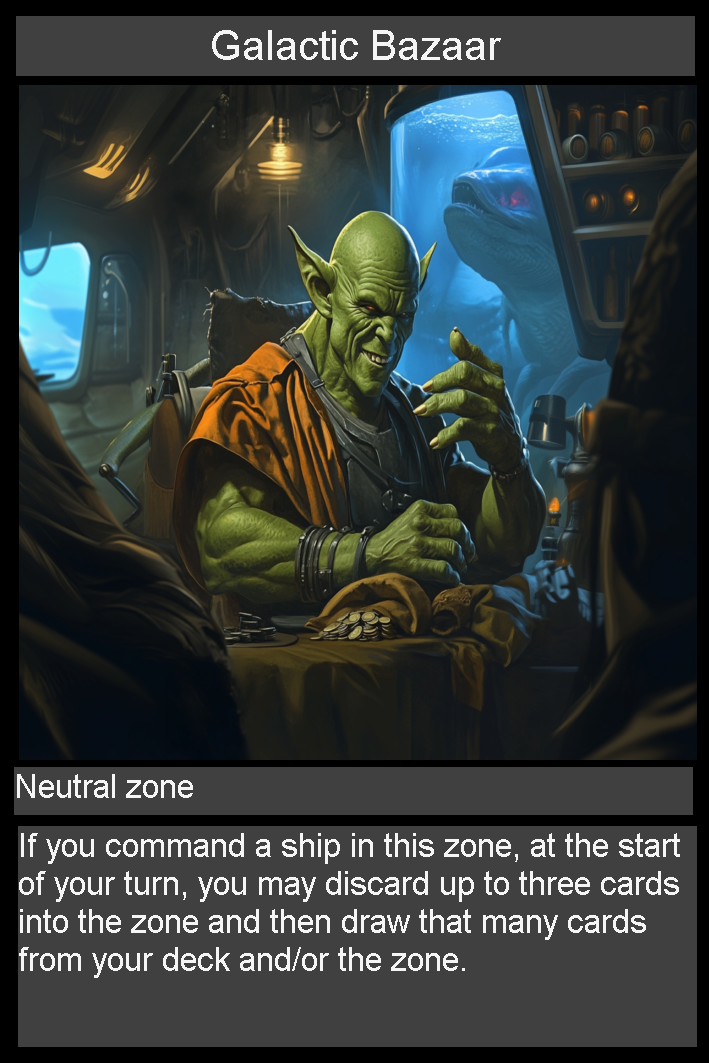 Galactic Bazaar
Neutral zone
If you command a ship in this zone, at the start
of your turn, you may discard up to three cards
into the zone and then draw that many cards
from your deck and/or the zone.